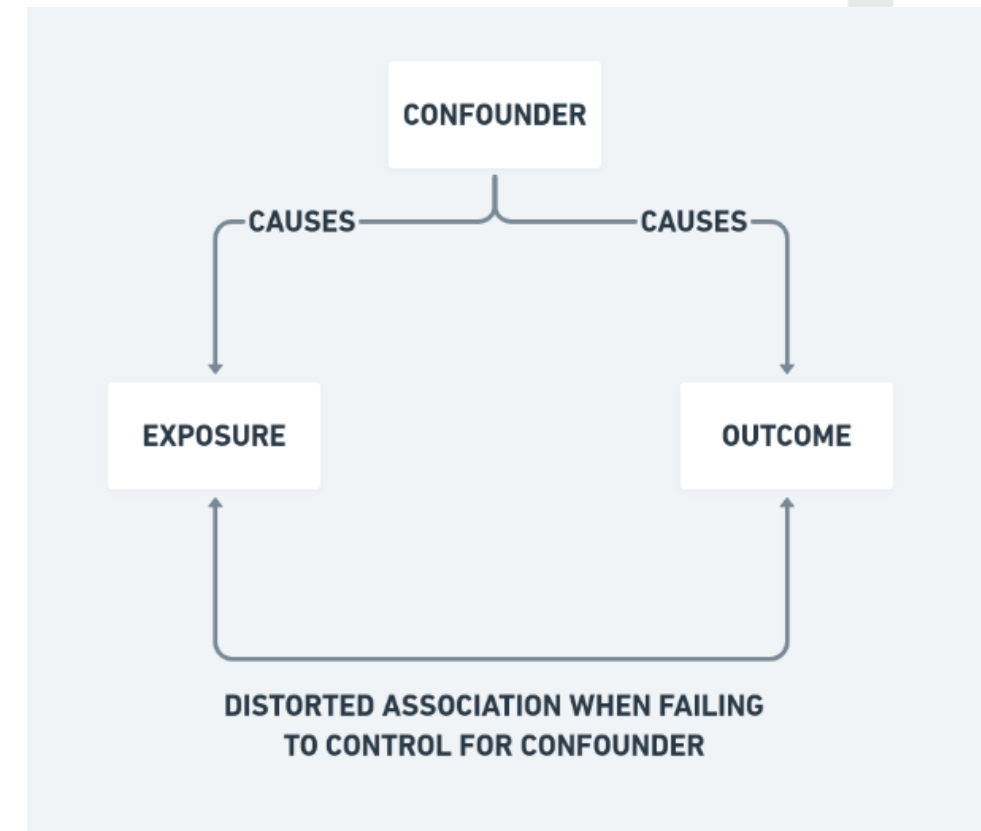 CONFOUNDER
CAUSES
CAUSES
EXPOSURE
OUTCOME
DISTORTED ASSOCIATION WHEN FAILING
TO CONTROL FOR CONFOUNDER